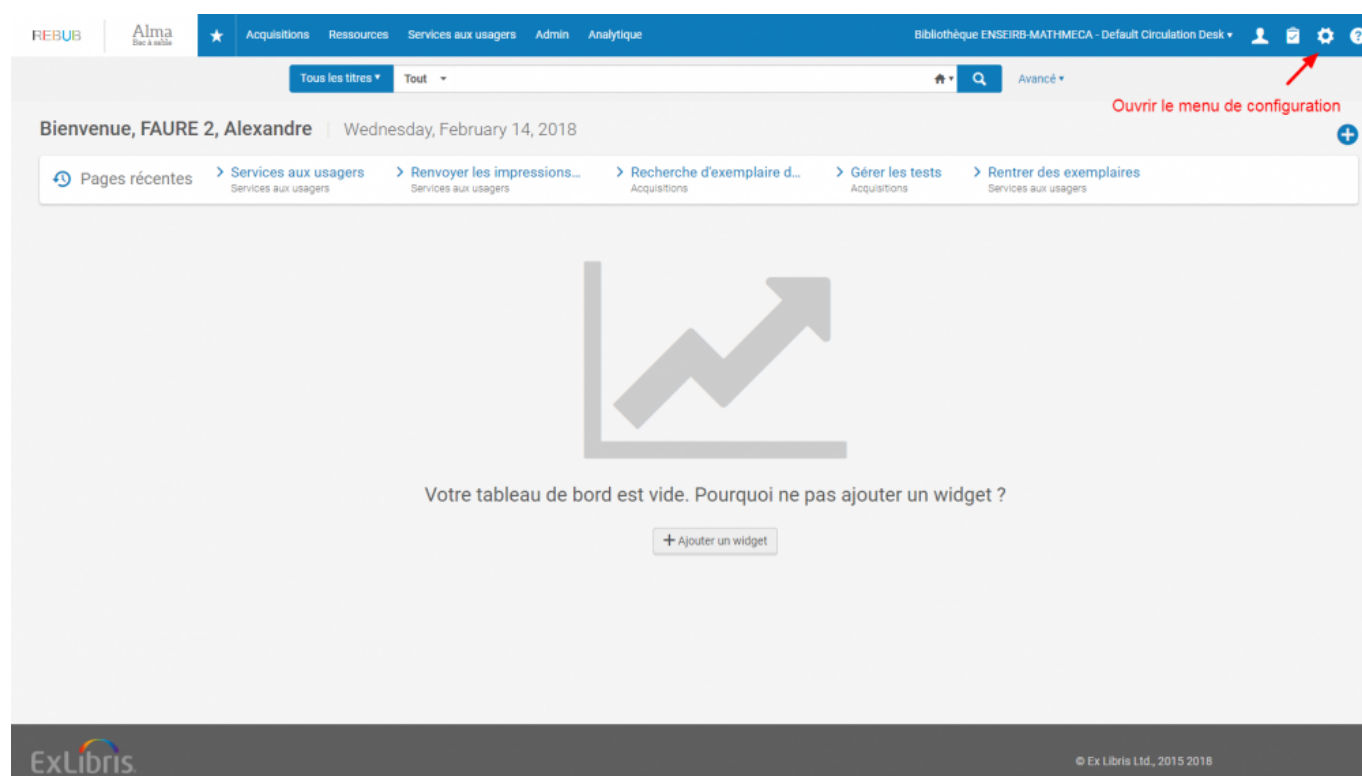 REBUB
Alma
Bac à sable
Acquisitions Ressources Services aux usagers Admin Analytique
Bibliothèque ENSEIRB-MATHMECA - Default Circulation Desk
Tous les titres Tout Avancé
Ouvrir le menu de configuration
Bienvenue, FAURE 2, Alexandre Wednesday, February 14, 2018
Pages récentes
> Services aux usagers
Services aux usagers
> Renvoyer les impressions...
Services aux usagers
> Recherche d'exemplaire d...
Acquisitions
> Gérer les tests
Acquisitions
> Rentrer des exemplaires
Services aux usagers
Votre tableau de bord est vide. Pourquoi ne pas ajouter un widget ?
+ Ajouter un widget
ExLibris
© Ex Libris Ltd., 2015 2018